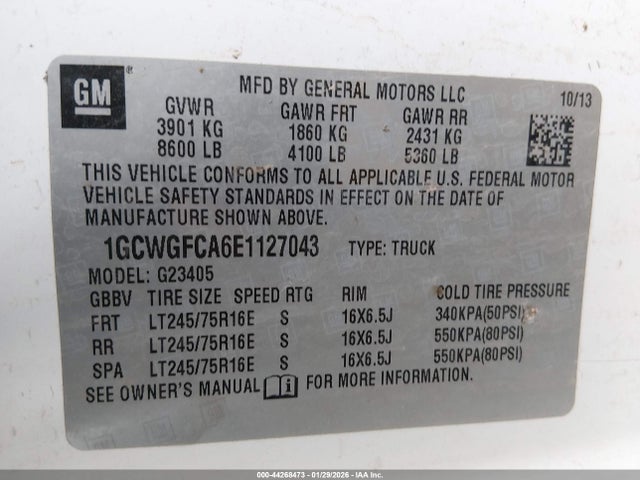 GM
MFD BY GENERAL MOTORS LLC
10/13
GVWR GAWR FRT GAWR RR
3901 KG 1860 KG 2431 KG
8600 LB 4100 LB 5360 LB
THIS VEHICLE CONFORMS TO ALL APPLICABLE U.S. FEDERAL MOTOR
VEHICLE SAFETY STANDARDS IN EFFECT ON THE DATE OF
MANUFACTURE SHOWN ABOVE.
1GCWGFCA6E1127043 TYPE: TRUCK
MODEL: G23405
GBBV TIRE SIZE SPEED RTG RIM COLD TIRE PRESSURE
FRT LT245/75R16E S 16X6.5J 340KPA(50PSI)
RR LT245/75R16E S 16X6.5J 550KPA(80PSI)
SPA LT245/75R16E S 16X6.5J 550KPA(80PSI)
SEE OWNER'S MANUAL FOR MORE INFORMATION.
000-44268473 - 01/29/2026 - IAA Inc.